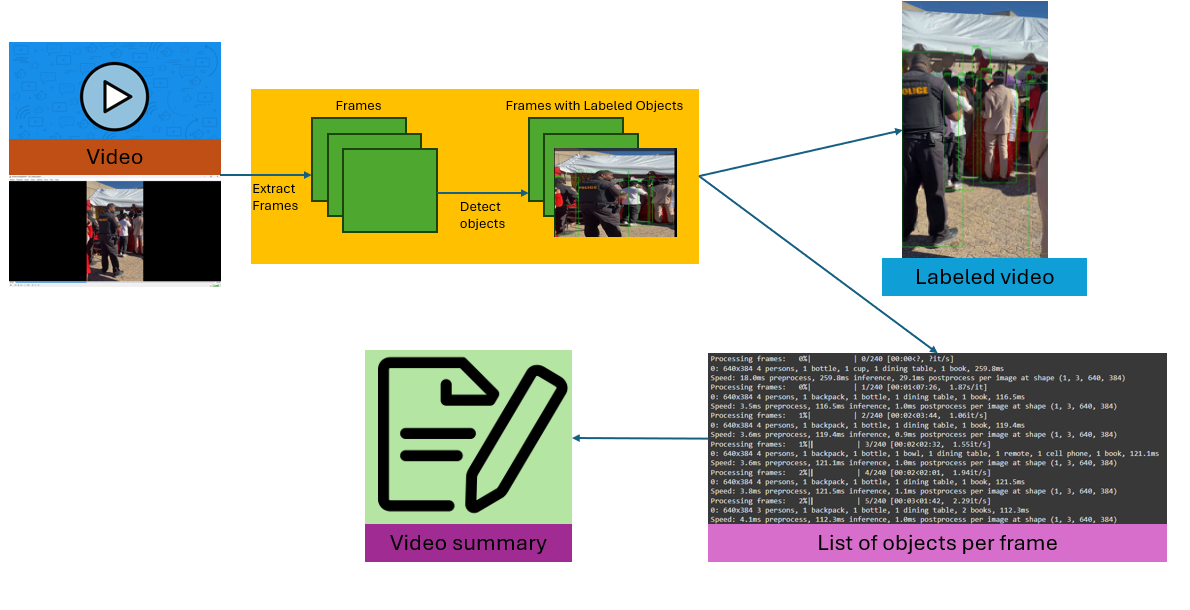 Video
Extract
Frames
Frames
Detect
objects
Frames with Labeled Objects
POLICE
Labeled video
Processing frames:   0%|          | 0/240 [00:00<?, ?it/s]
0: 640x384 4 persons, 1 bottle, 1 cup, 1 dining table, 1 book, 259.8ms
Speed: 18.0ms preprocess, 259.8ms inference, 29.1ms postprocess per image at shape (1, 3, 640, 384)
Processing frames:   0%|          | 1/240 [00:01<07:26,  1.87s/it]
0: 640x384 4 persons, 1 backpack, 1 bottle, 1 dining table, 1 book, 116.5ms
Speed: 3.5ms preprocess, 116.5ms inference, 1.0ms postprocess per image at shape (1, 3, 640, 384)
Processing frames:   1%|          | 2/240 [00:02<03:44,  1.06it/s]
0: 640x384 4 persons, 1 backpack, 1 bottle, 1 dining table, 1 book, 119.4ms
Speed: 3.6ms preprocess, 119.4ms inference, 0.9ms postprocess per image at shape (1, 3, 640, 384)
Processing frames:   1%||          | 3/240 [00:02<02:32,  1.55it/s]
0: 640x384 4 persons, 1 backpack, 1 bottle, 1 bowl, 1 dining table, 1 remote, 1 cell phone, 1 book, 121.1ms
Speed: 3.6ms preprocess, 121.1ms inference, 1.0ms postprocess per image at shape (1, 3, 640, 384)
Processing frames:   2%||          | 4/240 [00:02<02:01,  1.94it/s]
0: 640x384 4 persons, 1 backpack, 1 bottle, 1 dining table, 1 book, 121.5ms
Speed: 3.8ms preprocess, 121.5ms inference, 1.1ms postprocess per image at shape (1, 3, 640, 384)
Processing frames:   2%||          | 5/240 [00:03<01:42,  2.29it/s]
0: 640x384 3 persons, 1 backpack, 1 bottle, 1 dining table, 2 books, 112.3ms
Speed: 4.1ms preprocess, 112.3ms inference, 1.0ms postprocess per image at shape (1, 3, 640, 384)
List of objects per frame
Video summary